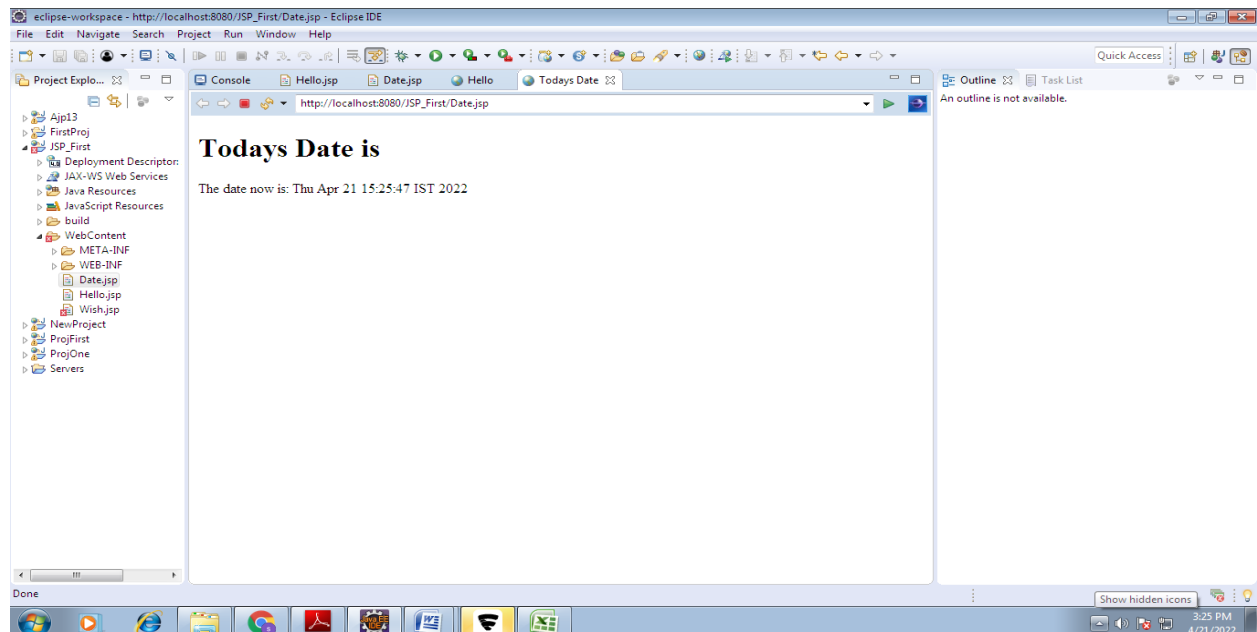 eclipse-workspace - http://localhost:8080/JSP_First/Date.jsp - Eclipse IDE
File Edit Navigate Search Project Run Window Help
Quick Access
Project Explo...
Console Hello.jsp Date.jsp Hello Todays Date
Outline Task List
http://localhost:8080/JSP_First/Date.jsp
An outline is not available.
Ajp13
FirstProj
JSP_First
Deployment Descriptor:
JAX-WS Web Services
Java Resources
JavaScript Resources
build
WebContent
META-INF
WEB-INF
Date.jsp
Hello.jsp
Wish.jsp
NewProject
ProjFirst
ProjOne
Servers
Todays Date is
The date now is: Thu Apr 21 15:25:47 IST 2022
Done
Show hidden icons
Java EE
IDE
3:25 PM
4/21/2022